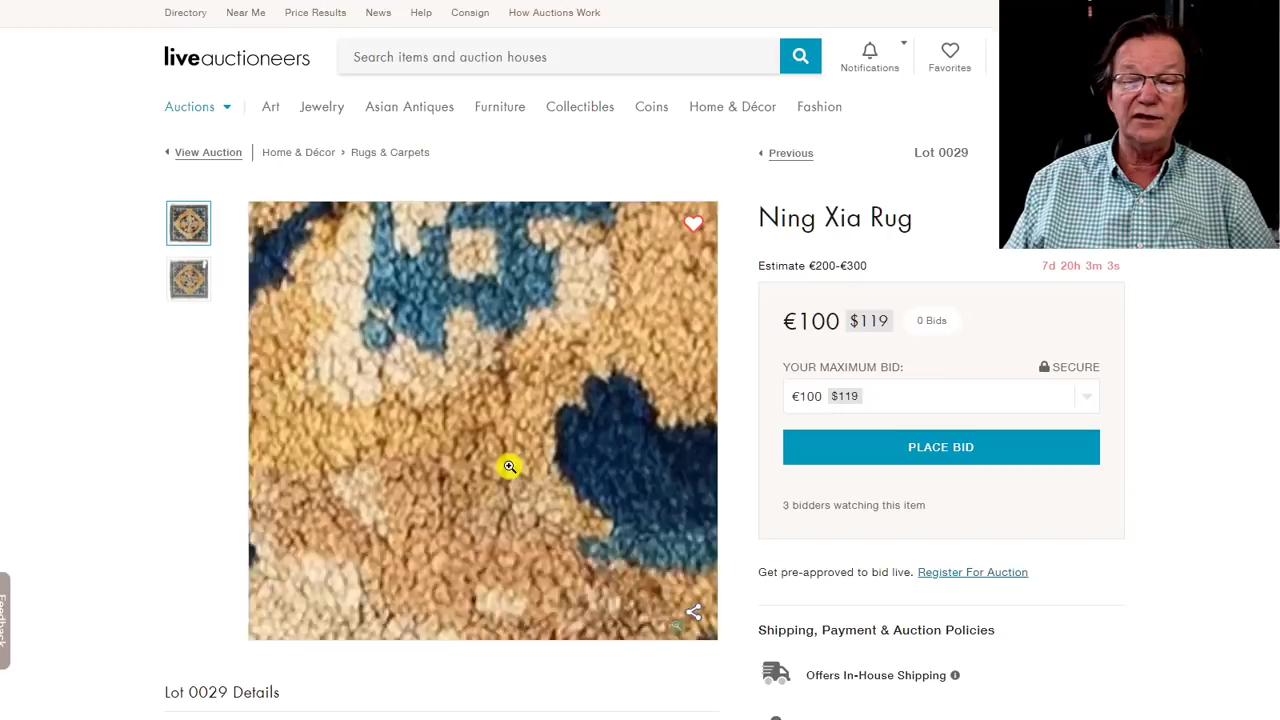 Directory Near Me Price Results News Help Consign How Auctions Work
liveauctioneers
Search items and auction houses
Notifications
Favorites
Auctions Art Jewelry Asian Antiques Furniture Collectibles Coins Home & Décor Fashion
View Auction Home & Décor › Rugs & Carpets
Previous
Lot 0029
Ning Xia Rug
Estimate €200-€300
7d 20h 3m 3s
€100 $119 0 Bids
YOUR MAXIMUM BID:
SECURE
€100 $119
PLACE BID
3 bidders watching this item
Get pre-approved to bid live. Register For Auction
Shipping, Payment & Auction Policies
Offers In-House Shipping
Feedback
Lot 0029 Details